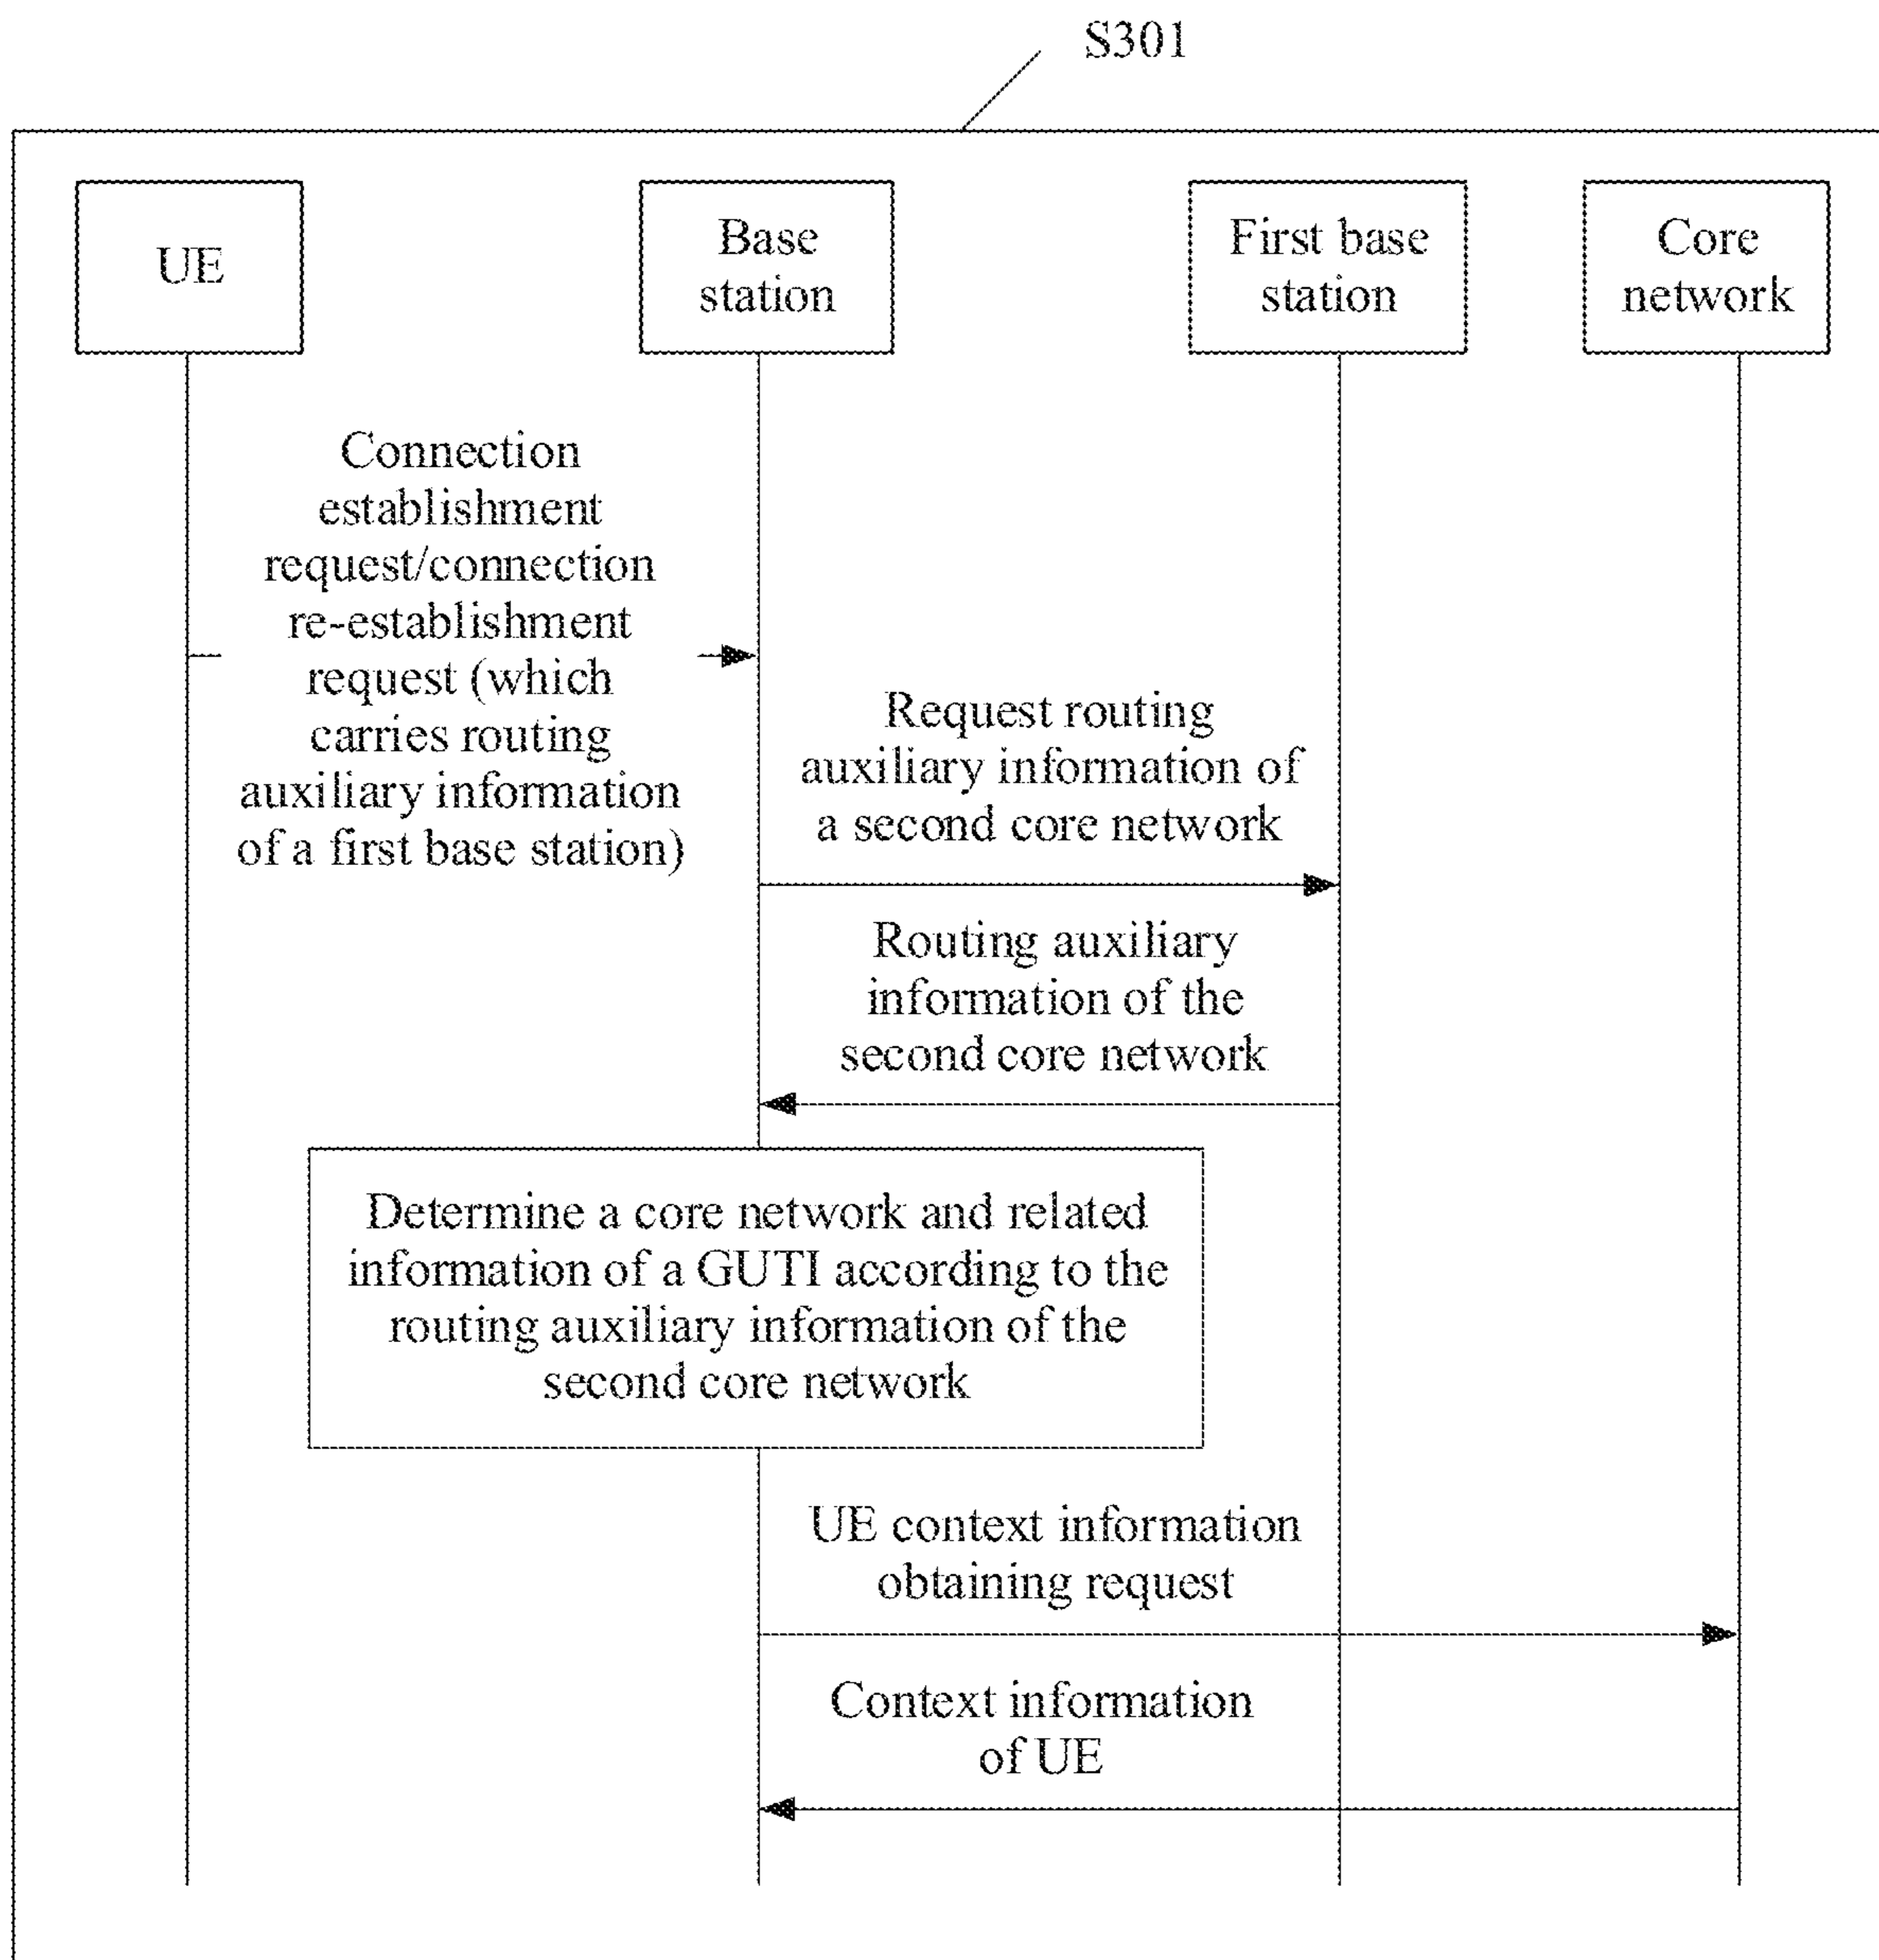 S301
UE
Base
station
First base
station
Core
network
Connection
establishment
request/connection
re-establishment
request (which
carries routing
auxiliary information
of a first base station)
Request routing
auxiliary information of
a second core network
Routing auxiliary
information of the
second core network
Determine a core network and related
information of a GUTI according to the
routing auxiliary information of the
second core network
UE context information
obtaining request
Context information
of UE